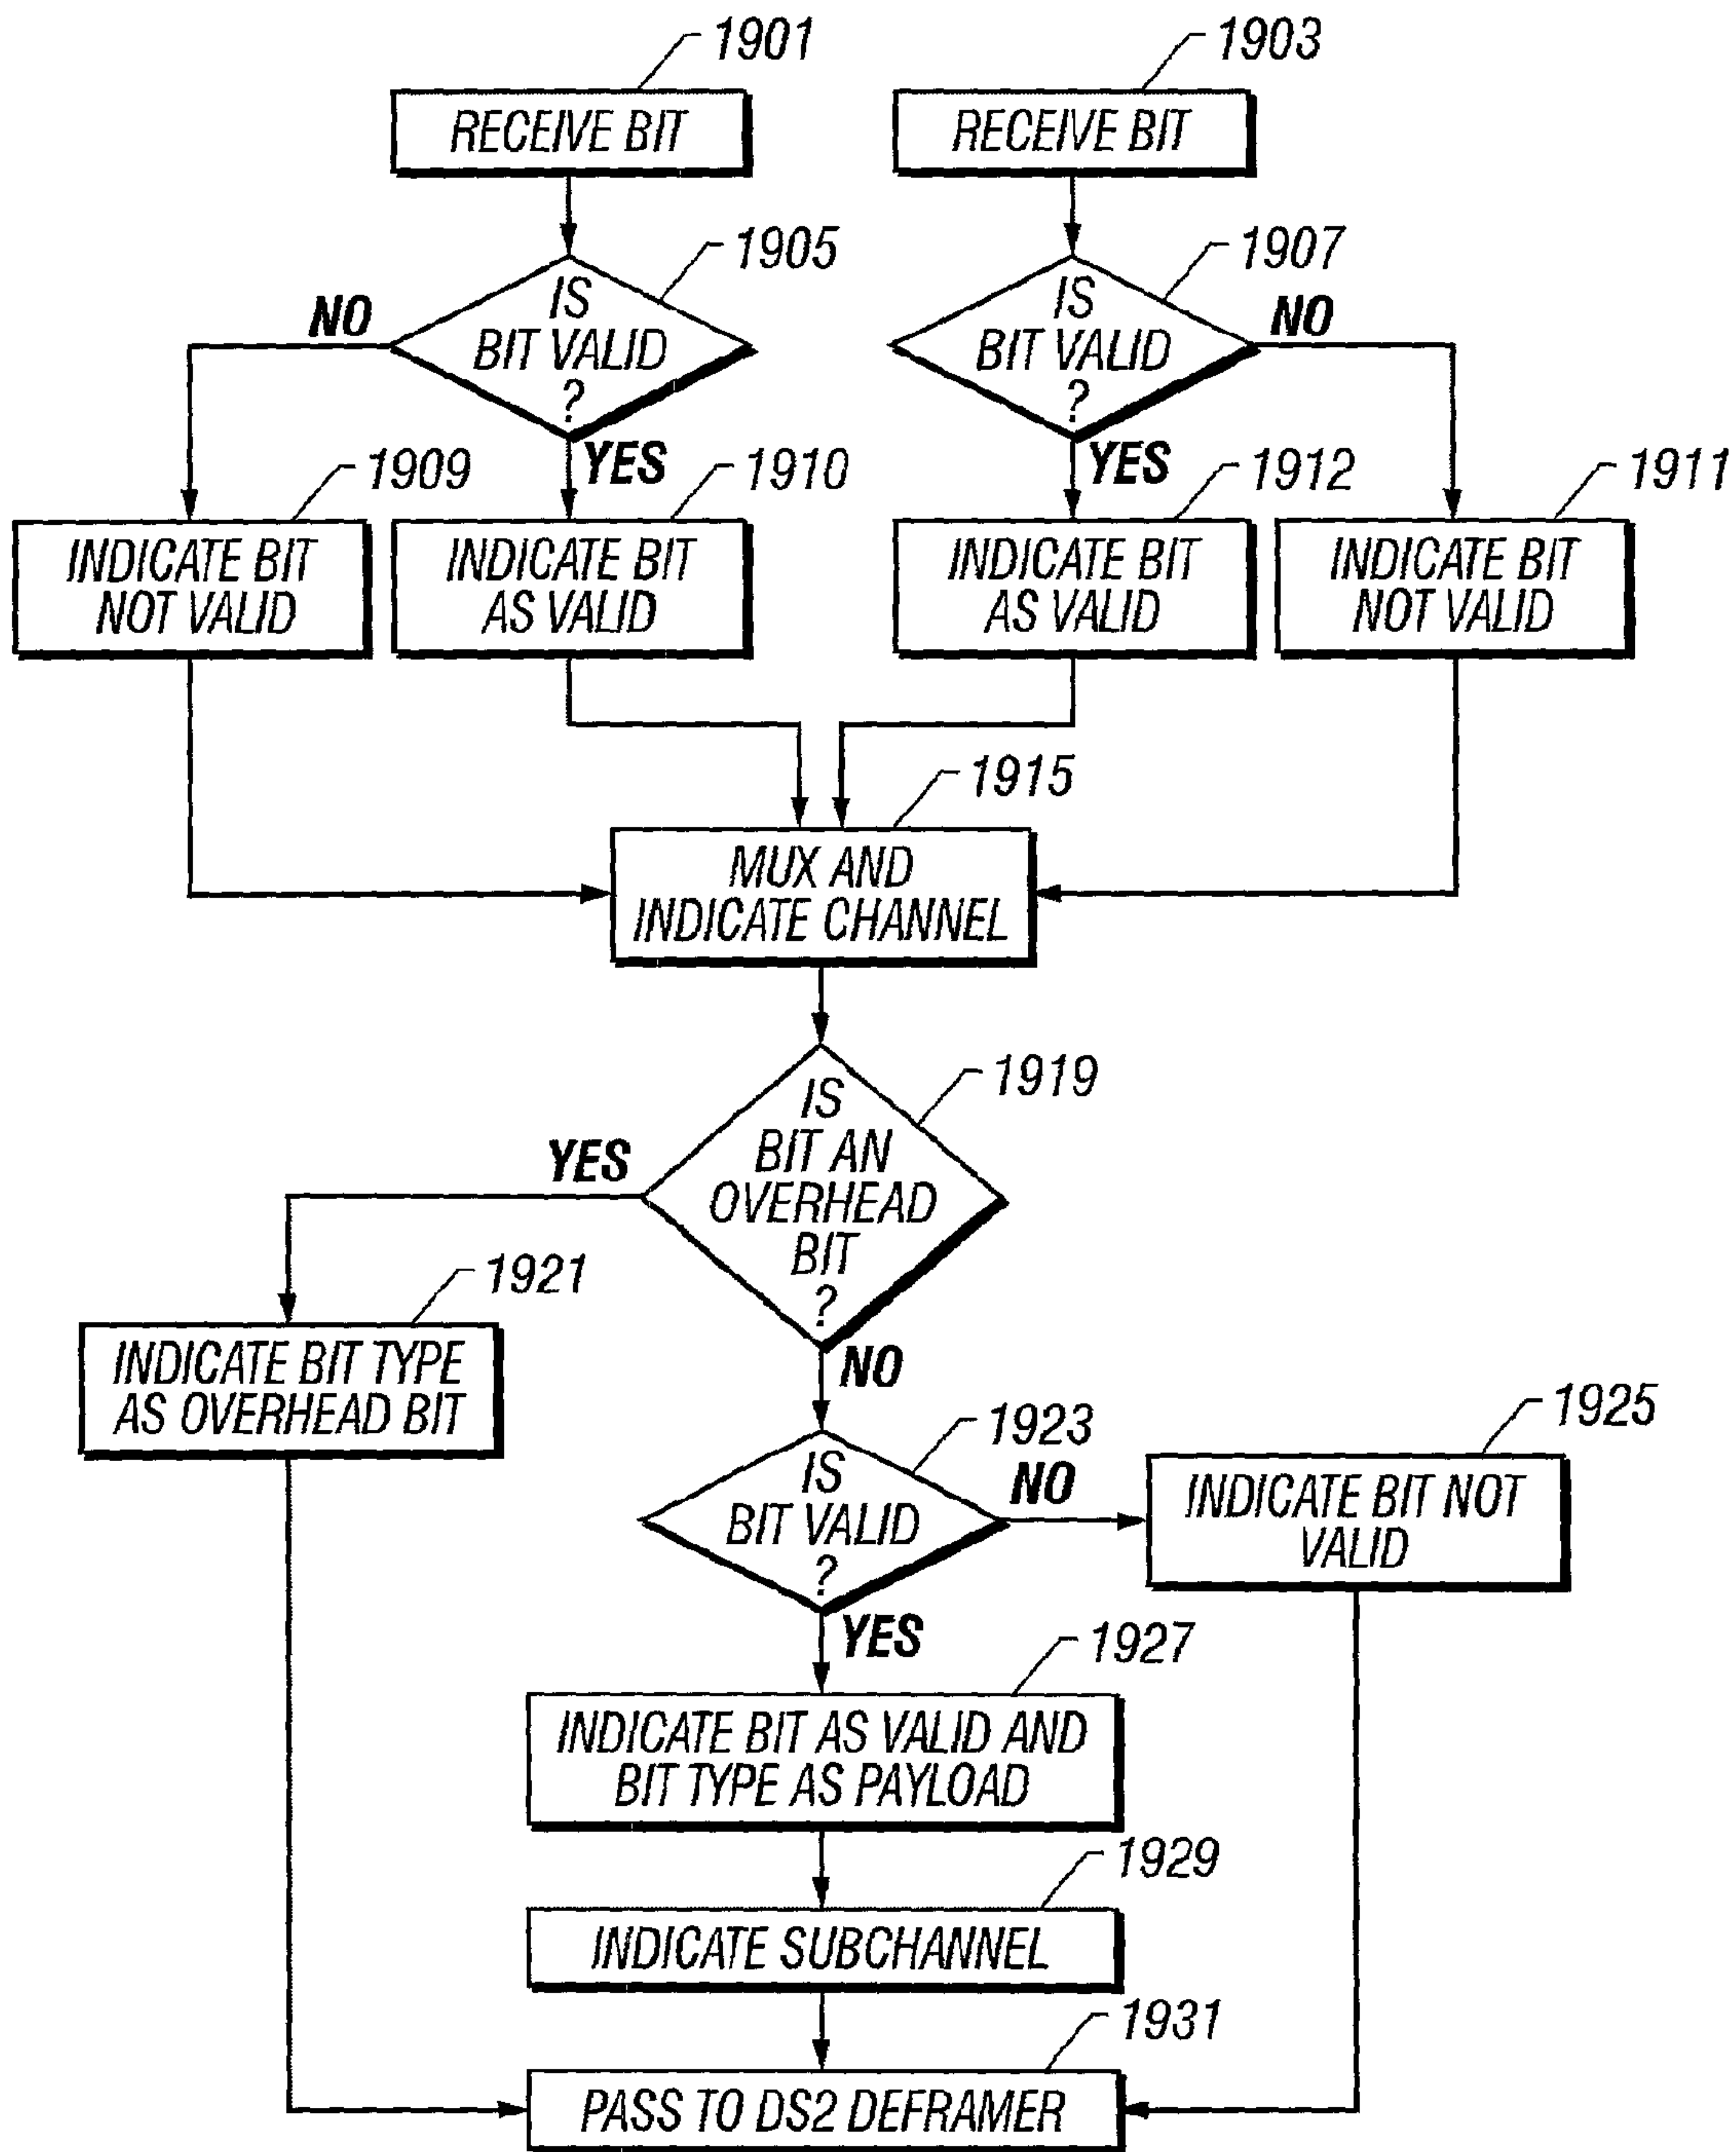 1901
1903
RECEIVE BIT
RECEIVE BIT
1905
1907
IS
BIT VALID
?
IS
BIT VALID
?
NO
NO
YES
YES
1909
1910
1912
1911
INDICATE BIT
NOT VALID
INDICATE BIT
AS VALID
INDICATE BIT
AS VALID
INDICATE BIT
NOT VALID
1915
MUX AND
INDICATE CHANNEL
1919
IS
BIT AN
OVERHEAD
BIT
?
YES
NO
1921
INDICATE BIT TYPE
AS OVERHEAD BIT
1923
IS
BIT VALID
?
NO
1925
INDICATE BIT NOT
VALID
YES
1927
INDICATE BIT AS VALID AND
BIT TYPE AS PAYLOAD
1929
INDICATE SUBCHANNEL
1931
PASS TO DS2 DEFRAMER